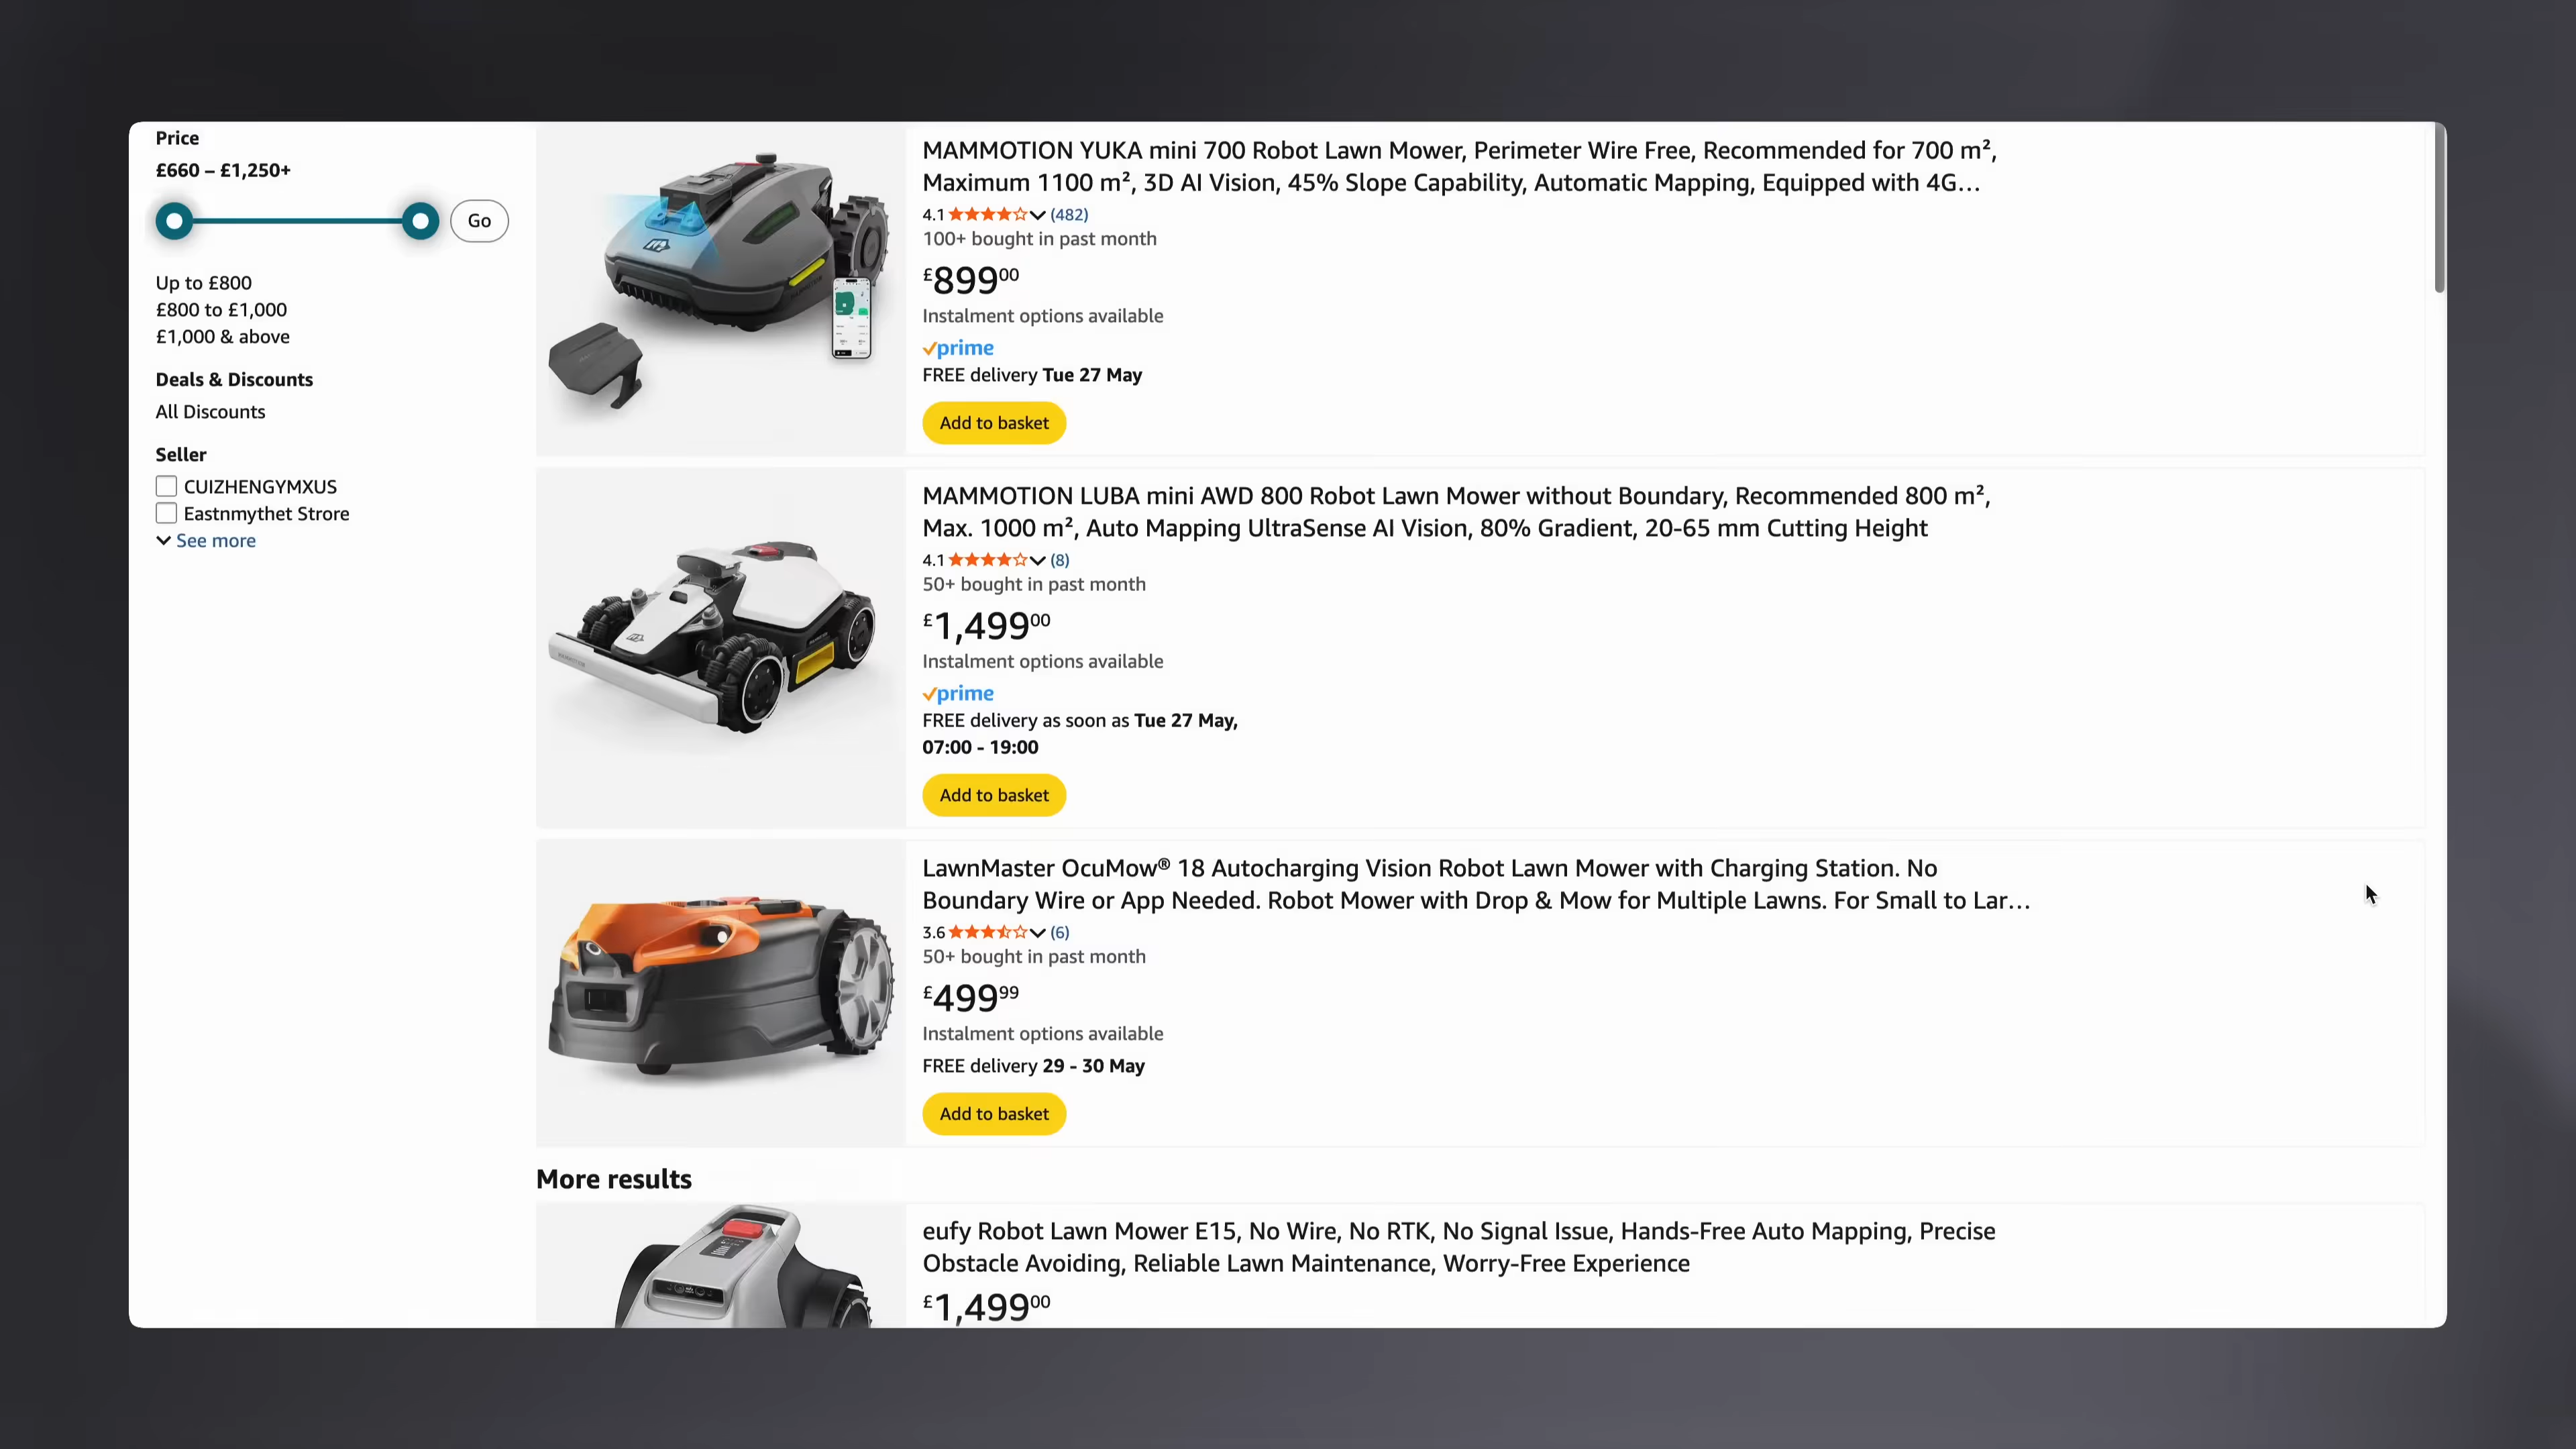 Price
£660 – £1,250+
Go
Up to £800
£800 to £1,000
£1,000 & above
Deals & Discounts
All Discounts
Seller
CUIZHENGYMXUS
Eastnmythet Strore
See more
MAMMOTION YUKA mini 700 Robot Lawn Mower, Perimeter Wire Free, Recommended for 700 m²,
Maximum 1100 m², 3D AI Vision, 45% Slope Capability, Automatic Mapping, Equipped with 4G…
4.1 (482)
100+ bought in past month
£89900
Instalment options available
prime
FREE delivery Tue 27 May
Add to basket
MAMMOTION LUBA mini AWD 800 Robot Lawn Mower without Boundary, Recommended 800 m²,
Max. 1000 m², Auto Mapping UltraSense AI Vision, 80% Gradient, 20-65 mm Cutting Height
4.1 (8)
50+ bought in past month
£1,49900
Instalment options available
prime
FREE delivery as soon as Tue 27 May,
07:00 - 19:00
Add to basket
LawnMaster OcuMow® 18 Autocharging Vision Robot Lawn Mower with Charging Station. No
Boundary Wire or App Needed. Robot Mower with Drop & Mow for Multiple Lawns. For Small to Lar…
3.6 (6)
50+ bought in past month
£49999
Instalment options available
FREE delivery 29 - 30 May
Add to basket
More results
eufy Robot Lawn Mower E15, No Wire, No RTK, No Signal Issue, Hands-Free Auto Mapping, Precise
Obstacle Avoiding, Reliable Lawn Maintenance, Worry-Free Experience
£1,49900